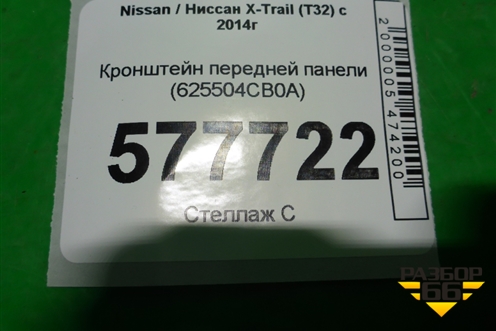 Nissan / Ниссан X-Trail (T32) с
2014г
Кронштейн передней панели
(625504CB0A)
577722
Стеллаж С
2000005474200
РАЗБОР
66